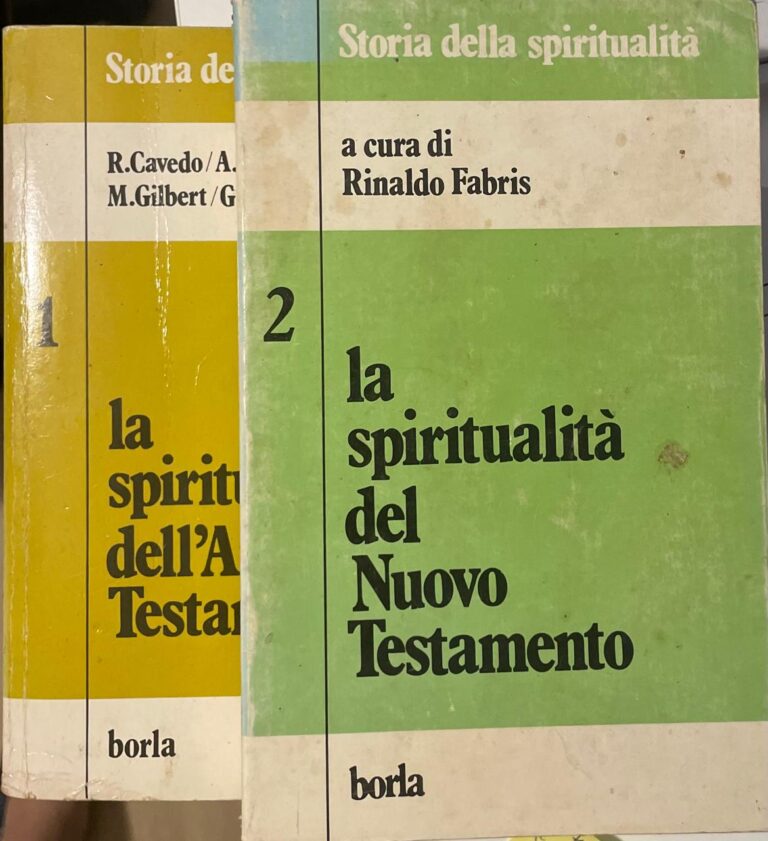 Storia de
R.Cavedo/A.
M.Gilbert/G
1
la
spiritu
dell'A
Testa
borla
Storia della spiritualità
a cura di
Rinaldo Fabris
2
la
spiritualità
del
Nuovo
Testamento
borla